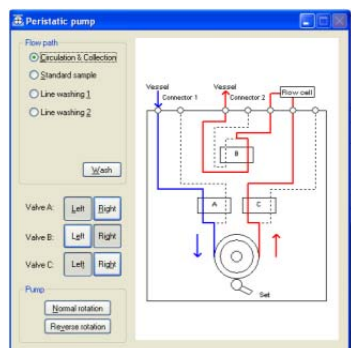 Peristatic pump
Flow path
Circulation & Collection
Standard sample
Line washing 1
Line washing 2
Wash
Valve A: Left Right
Valve B: Left Right
Valve C: Left Right
Pump
Normal rotation
Reverse rotation
Vessel Vessel Flow cell
Connector 1 Connector 2
B
A C
Set